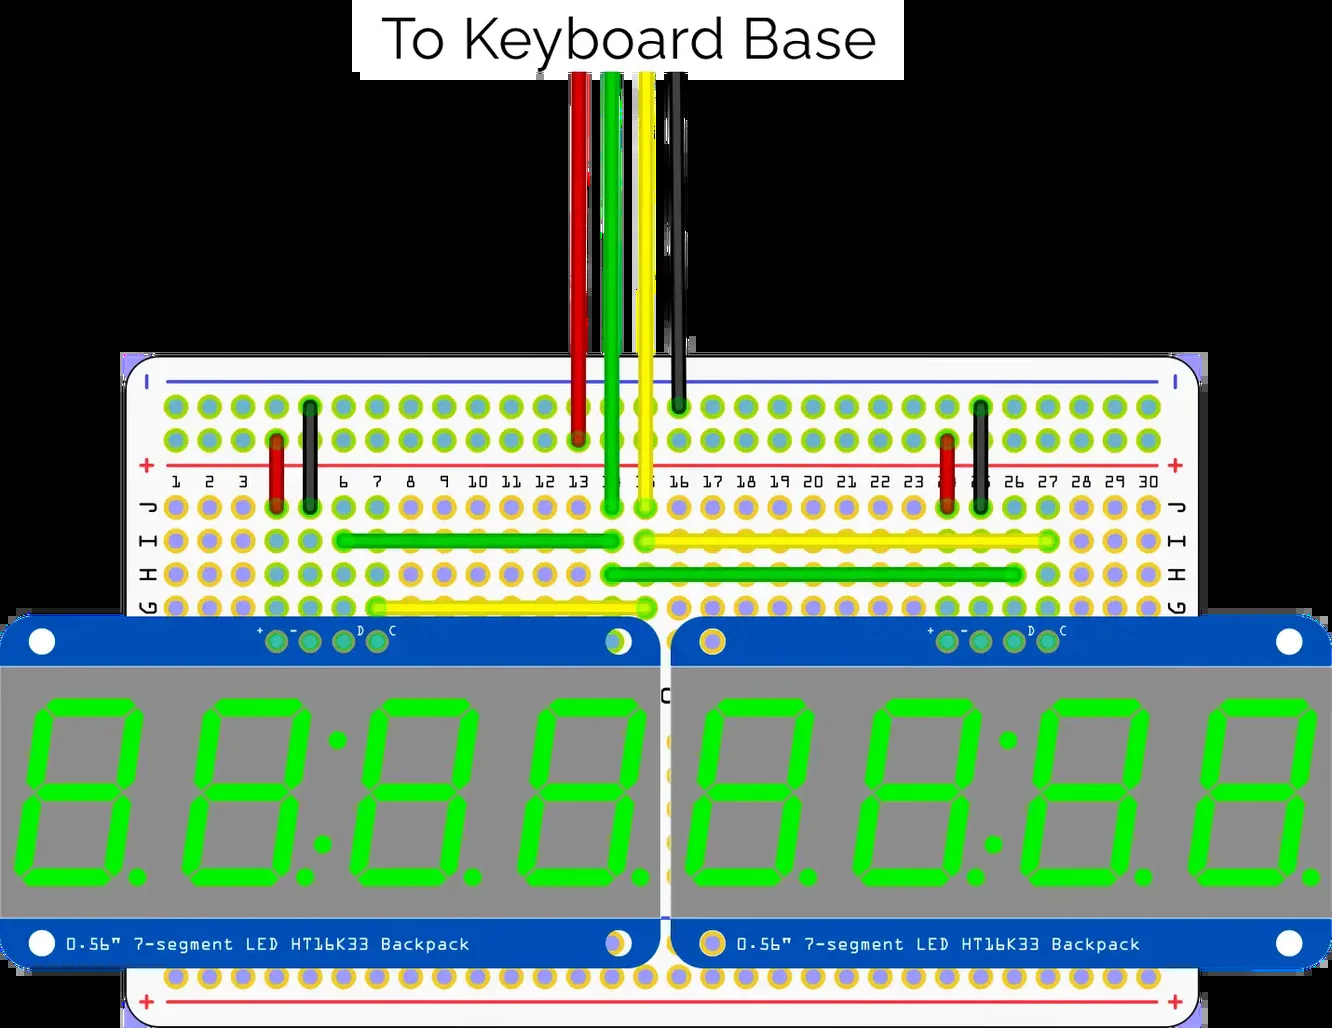 To Keyboard Base
1 2 3 6 7 8 9 10 11 12 13 16 17 18 19 20 21 22 23 26 27 28 29 30
J J
I I
H H
G G
+ − D C + − D C
0.56" 7-segment LED HT16K33 Backpack 0.56" 7-segment LED HT16K33 Backpack
+ +